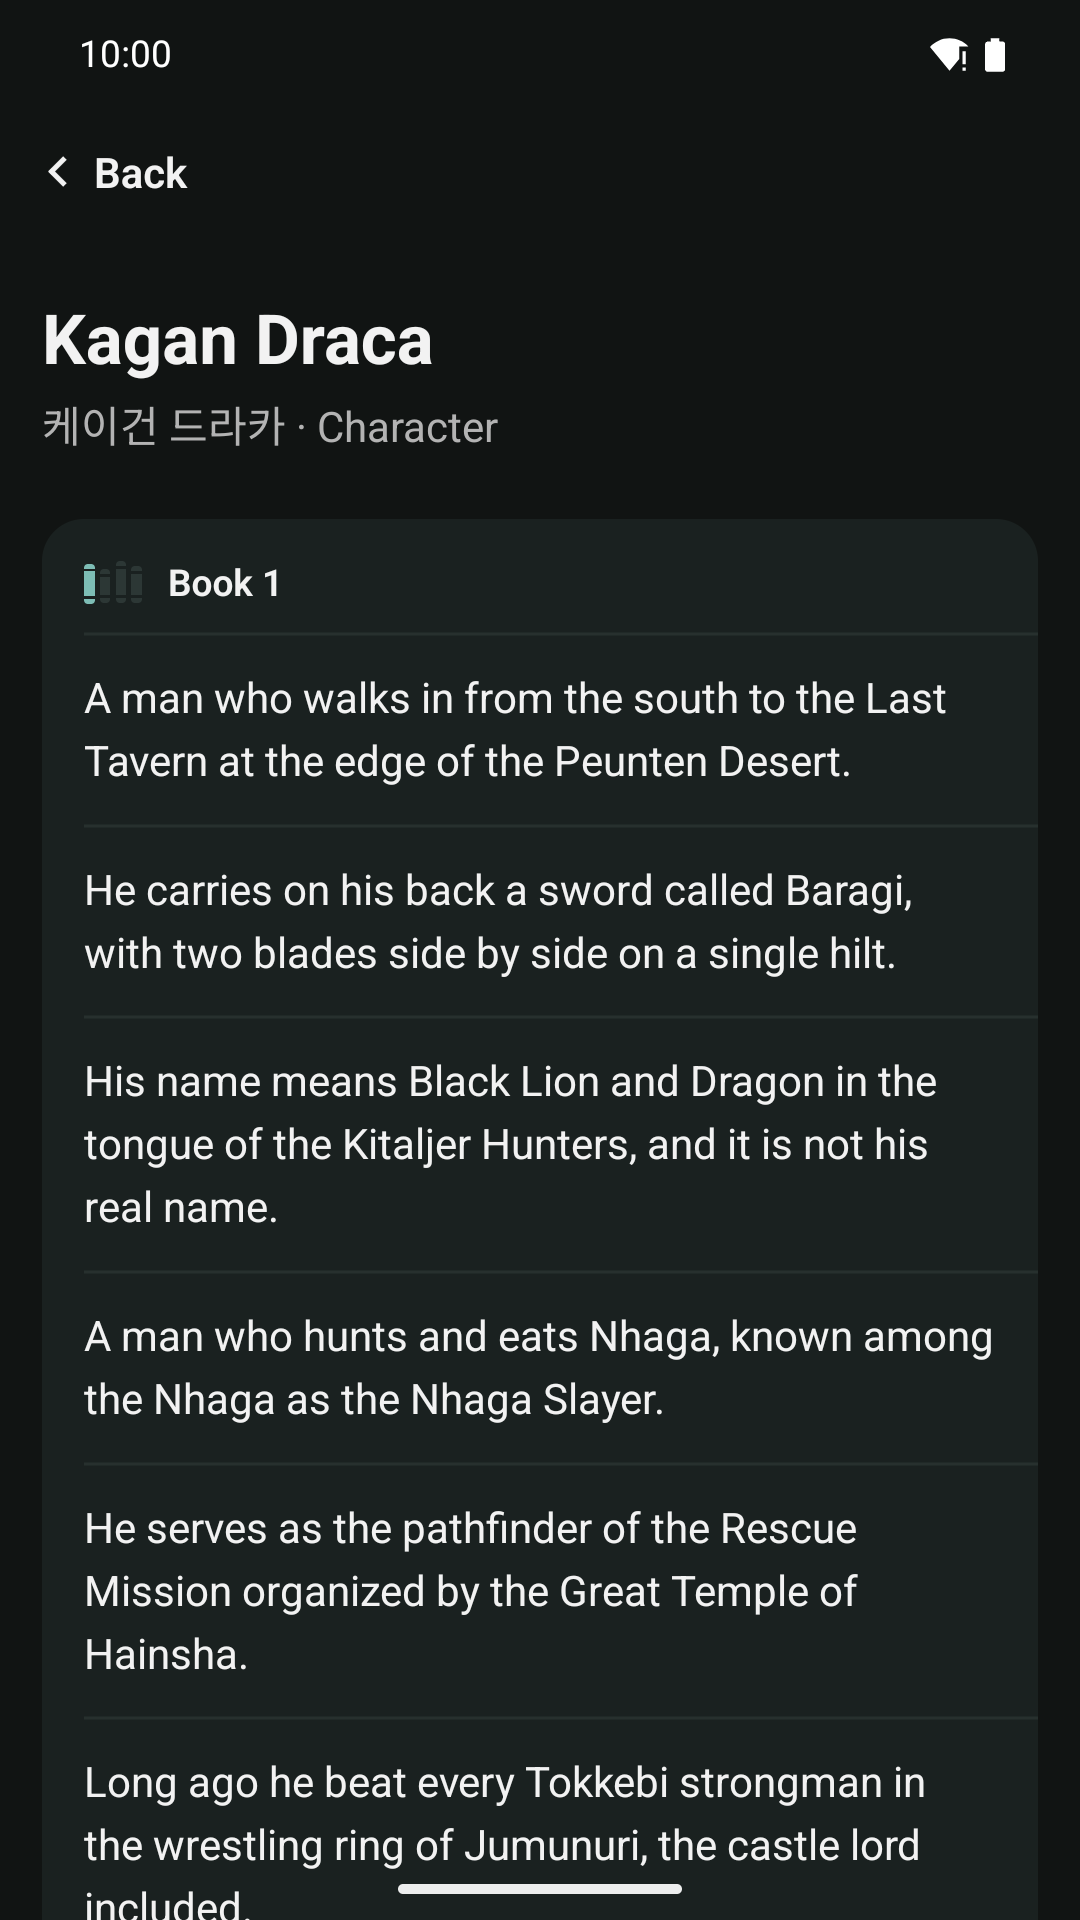 10:00
Back
Kagan Draca
케이건 드라카 · Character
Book 1
A man who walks in from the south to the Last
Tavern at the edge of the Peunten Desert.
He carries on his back a sword called Baragi,
with two blades side by side on a single hilt.
His name means Black Lion and Dragon in the
tongue of the Kitaljer Hunters, and it is not his
real name.
A man who hunts and eats Nhaga, known among
the Nhaga as the Nhaga Slayer.
He serves as the pathfinder of the Rescue
Mission organized by the Great Temple of
Hainsha.
Long ago he beat every Tokkebi strongman in
the wrestling ring of Jumunuri, the castle lord
included.